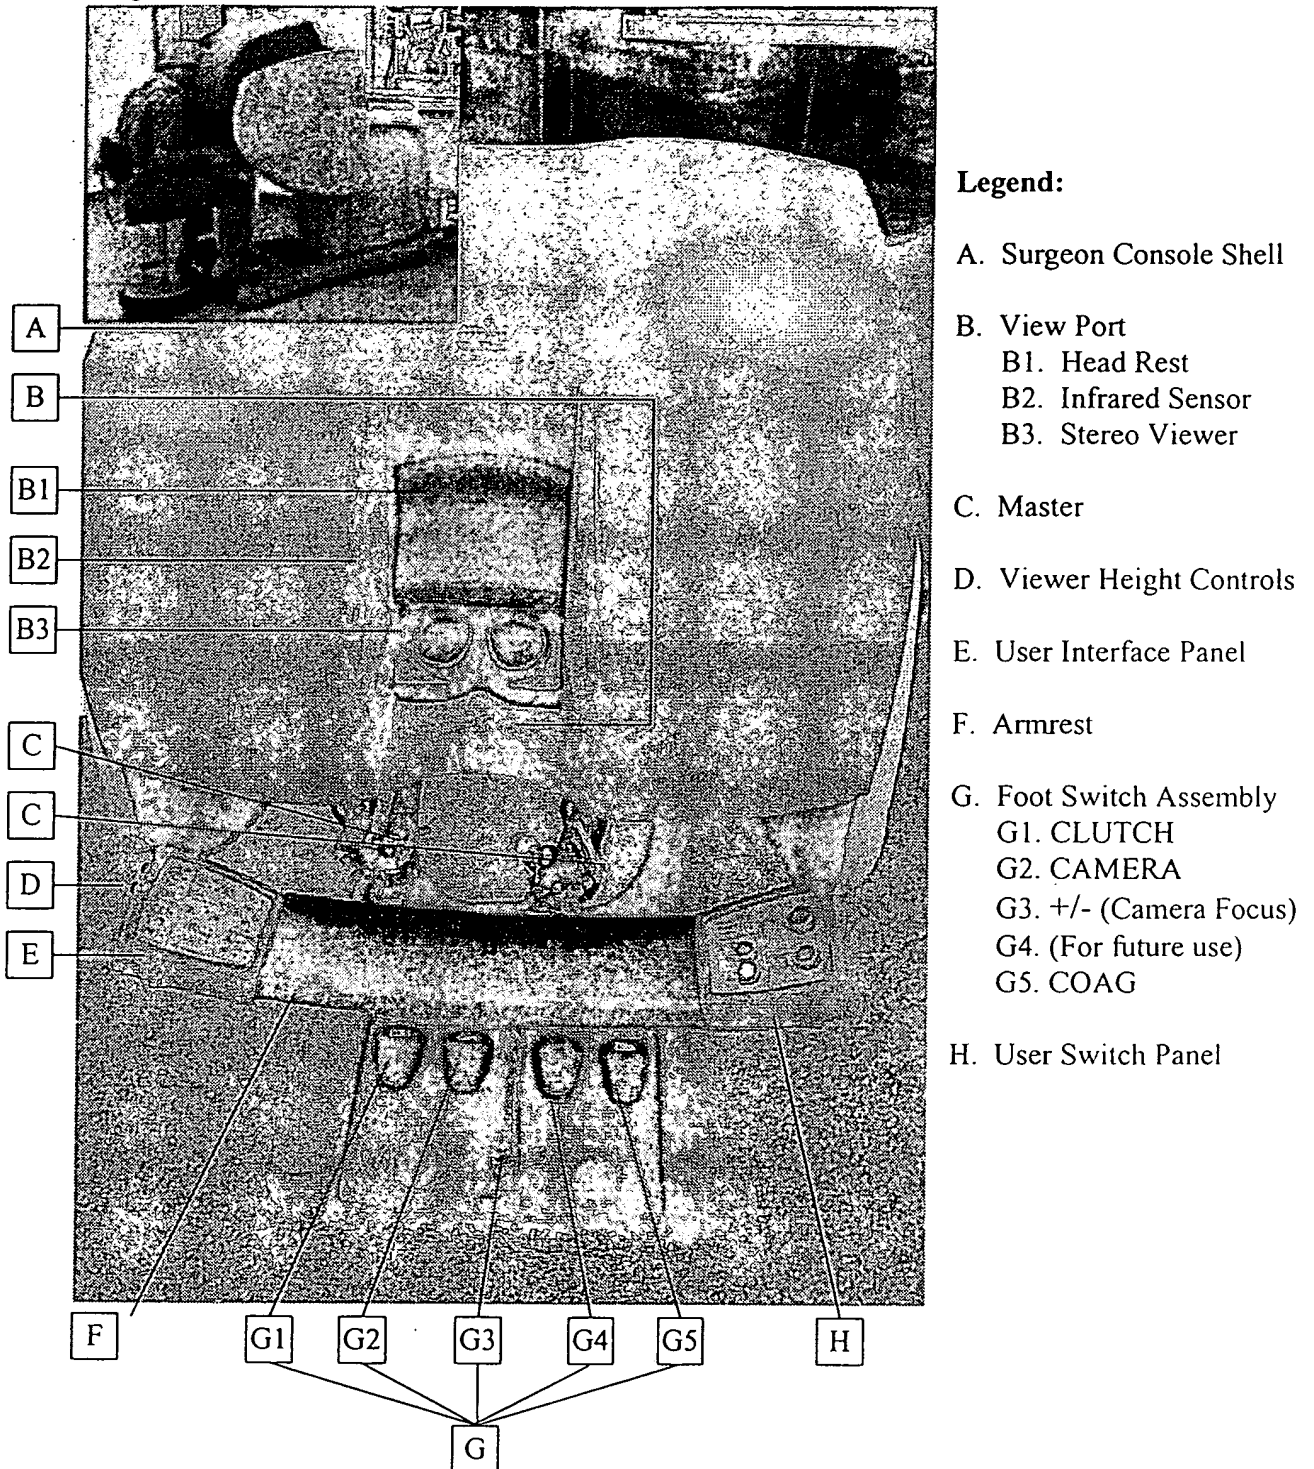 Legend:
A. Surgeon Console Shell
B. View Port
B1. Head Rest
B2. Infrared Sensor
B3. Stereo Viewer
C. Master
D. Viewer Height Controls
E. User Interface Panel
F. Armrest
G. Foot Switch Assembly
G1. CLUTCH
G2. CAMERA
G3. +/- (Camera Focus)
G4. (For future use)
G5. COAG
H. User Switch Panel
A
B
B1
B2
B3
C
C
D
E
F
G1
G2
G3
G4
G5
H
G